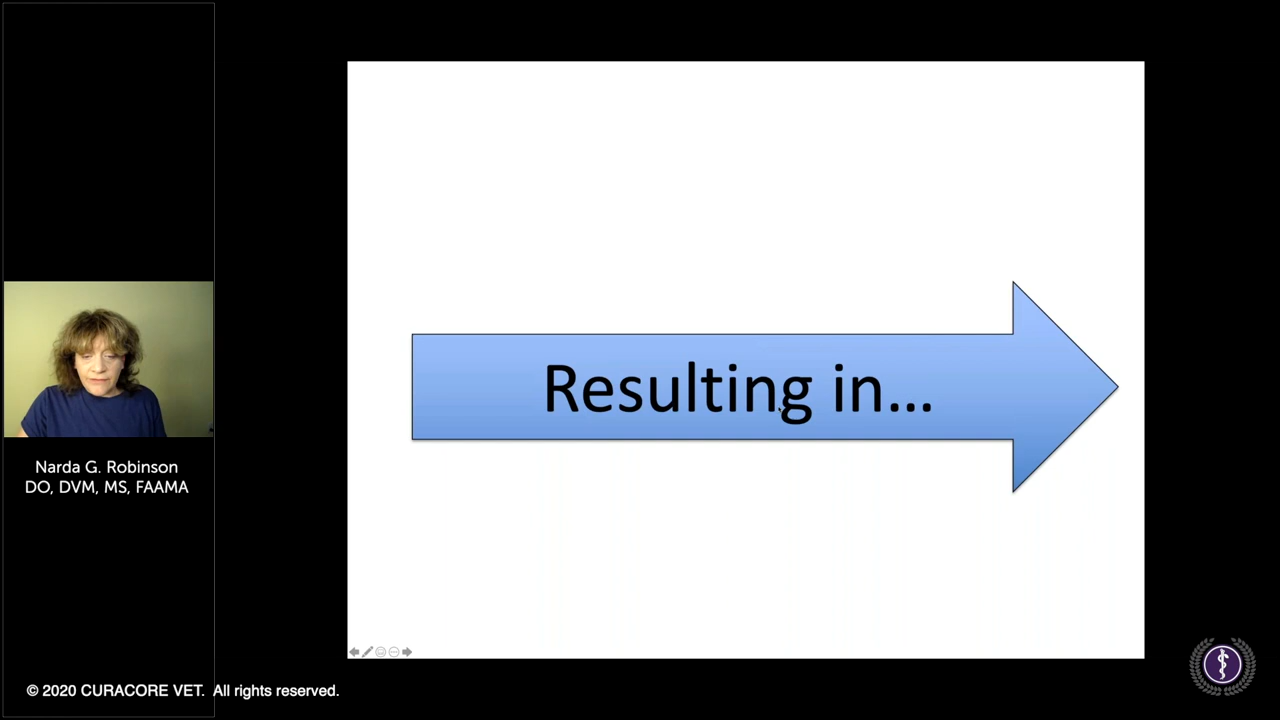 Resulting in...
Narda G. Robinson
DO, DVM, MS, FAAMA
© 2020 CURACORE VET. All rights reserved.